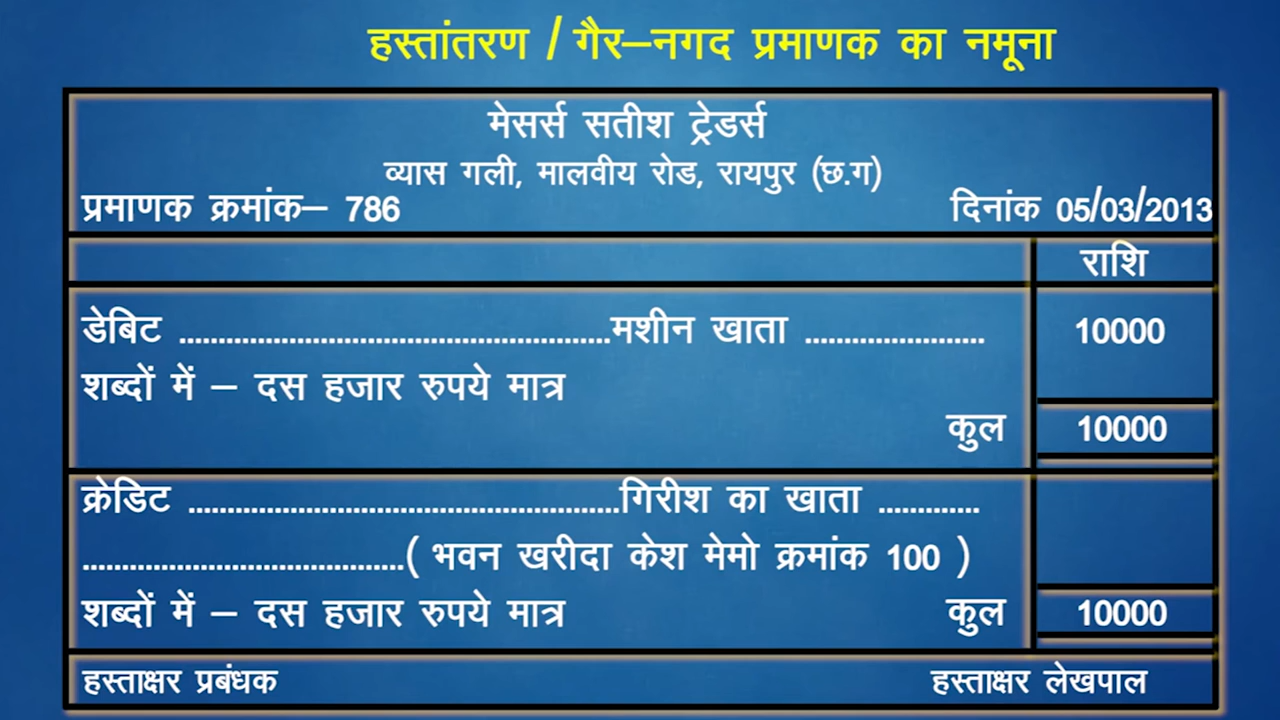 हस्तांतरण / गैर–नगद प्रमाणक का नमूना
मेसर्स सतीश ट्रेडर्स
व्यास गली, मालवीय रोड, रायपुर (छ.ग)
प्रमाणक क्रमांक– 786 दिनांक 05/03/2013
राशि
डेबिट .......................................................मशीन खाता ....................... 10000
शब्दों में – दस हजार रुपये मात्र
कुल 10000
क्रेडिट .......................................................गिरीश का खाता .............
.........................................( भवन खरीदा केश मेमो क्रमांक 100 )
शब्दों में – दस हजार रुपये मात्र कुल 10000
हस्ताक्षर प्रबंधक हस्ताक्षर लेखपाल